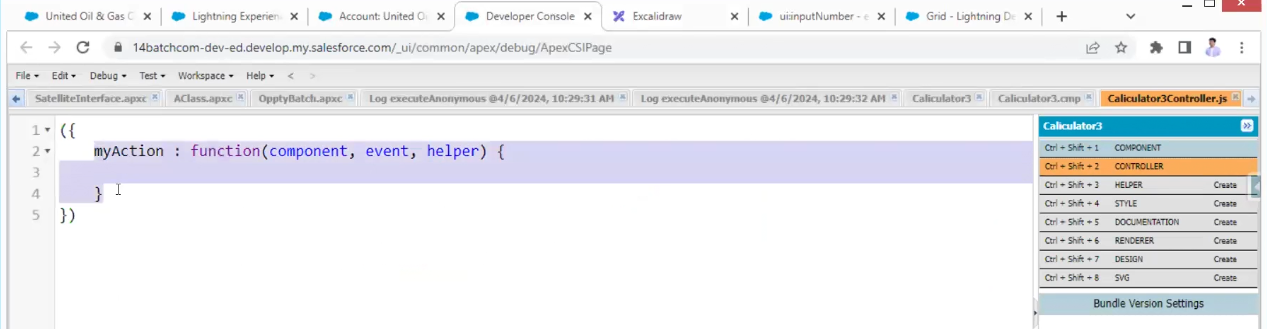 United Oil & Gas C
Lightning Experien
Account: United O
Developer Console
Excalidraw
ui:inputNumber - e
Grid - Lightning De
14batchcom-dev-ed.develop.my.salesforce.com/_ui/common/apex/debug/ApexCSIPage
File Edit Debug Test Workspace Help < >
SatelliteInterface.apxc
AClass.apxc
OpptyBatch.apxc
Log executeAnonymous @4/6/2024, 10:29:31 AM
Log executeAnonymous @4/6/2024, 10:29:32 AM
Caliculator3
Caliculator3.cmp
Caliculator3Controller.js
1 ({
2 myAction : function(component, event, helper) {
3
4 }
5 })
Caliculator3
Ctrl + Shift + 1 COMPONENT
Ctrl + Shift + 2 CONTROLLER
Ctrl + Shift + 3 HELPER Create
Ctrl + Shift + 4 STYLE Create
Ctrl + Shift + 5 DOCUMENTATION Create
Ctrl + Shift + 6 RENDERER Create
Ctrl + Shift + 7 DESIGN Create
Ctrl + Shift + 8 SVG Create
Bundle Version Settings